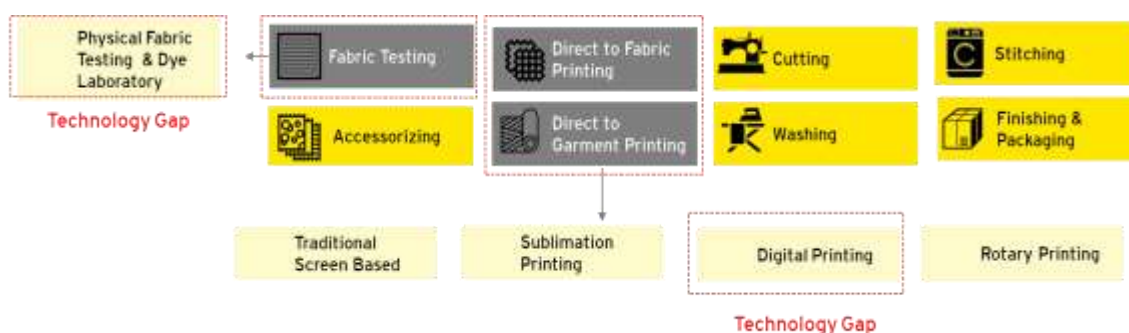 Physical Fabric
Testing & Dye
Laboratory
Technology Gap
Fabric Testing
Direct to Fabric
Printing
Cutting
Stitching
Accessorizing
Direct to
Garment Printing
Washing
Finishing &
Packaging
Traditional
Screen Based
Sublimation
Printing
Digital Printing
Rotary Printing
Technology Gap